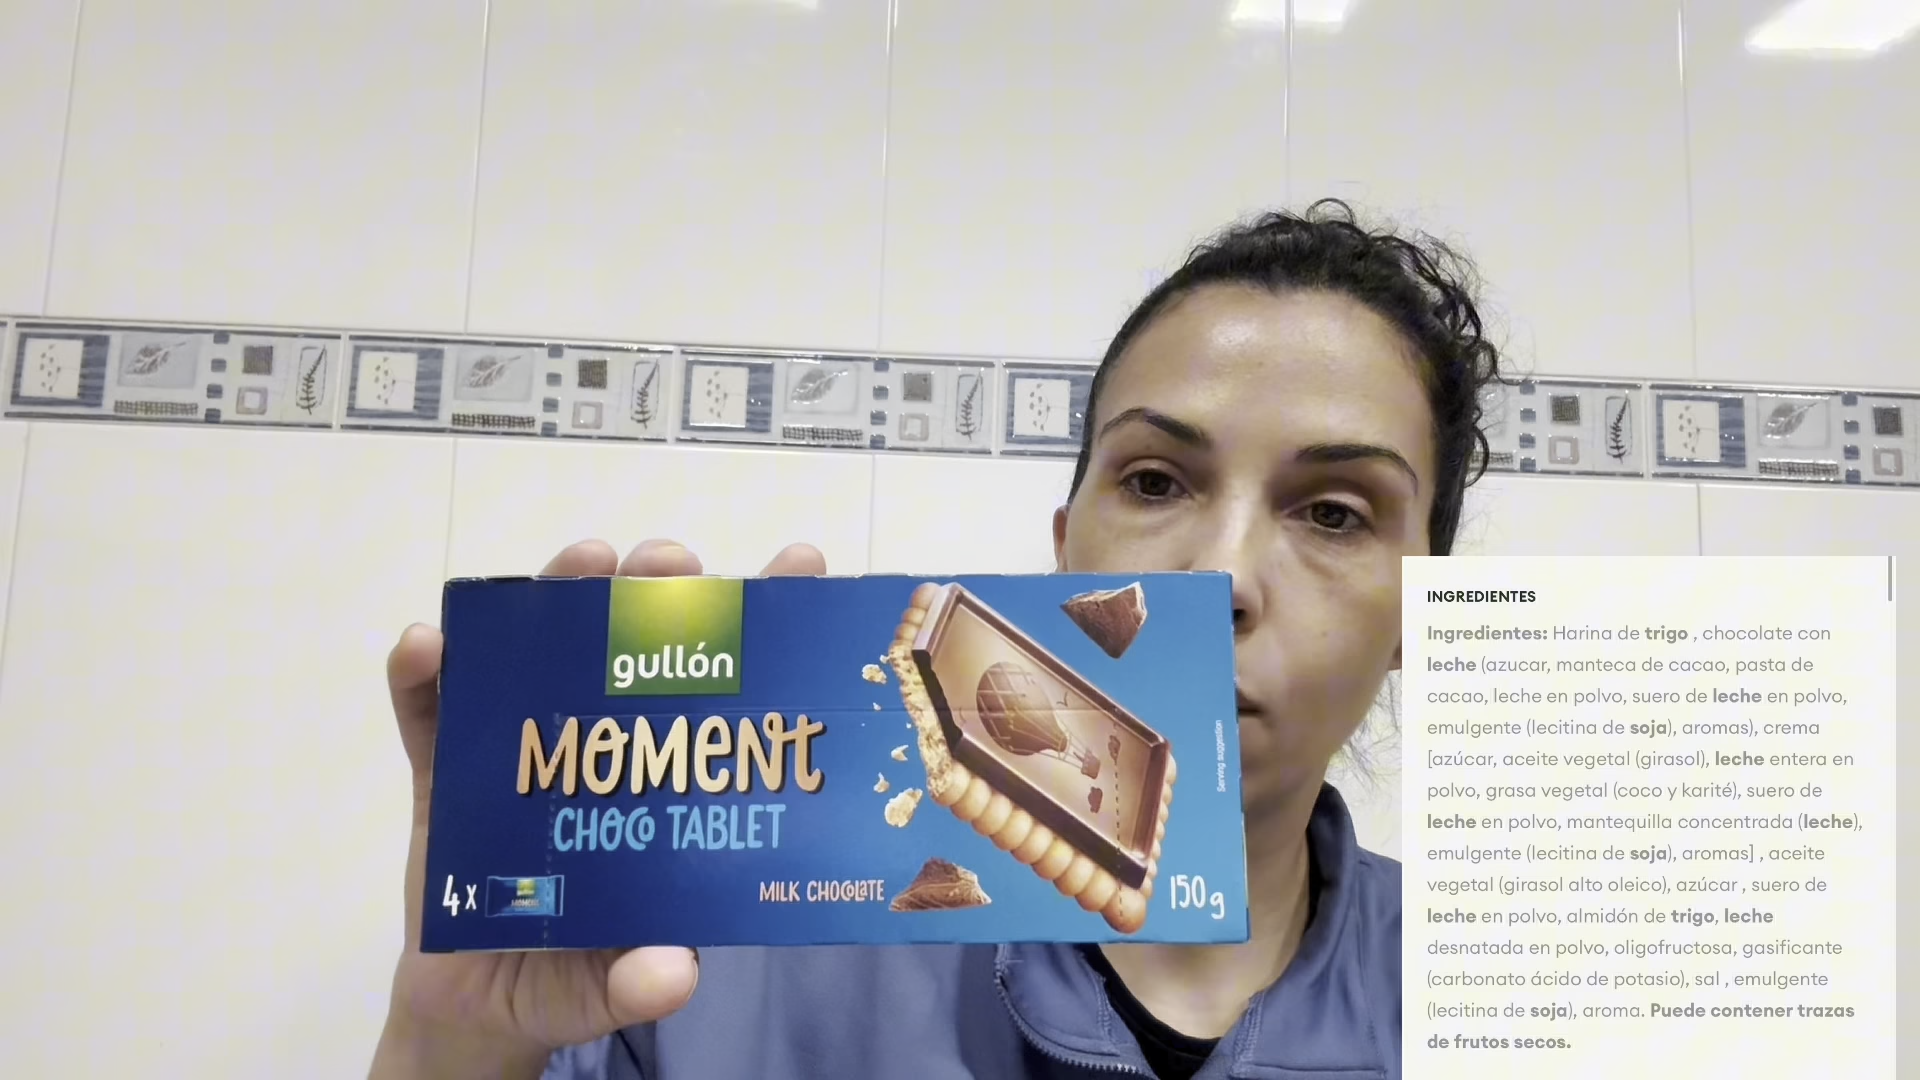 gullón
MOMENt
CHOCO TABLET
4x
MOMENt
MILK CHOCOLATE
150g
Serving suggestion
INGREDIENTES
Ingredientes: Harina de trigo , chocolate con
leche (azucar, manteca de cacao, pasta de
cacao, leche en polvo, suero de leche en polvo,
emulgente (lecitina de soja), aromas), crema
[azúcar, aceite vegetal (girasol), leche entera en
polvo, grasa vegetal (coco y karité), suero de
leche en polvo, mantequilla concentrada (leche),
emulgente (lecitina de soja), aromas] , aceite
vegetal (girasol alto oleico), azúcar , suero de
leche en polvo, almidón de trigo, leche
desnatada en polvo, oligofructosa, gasificante
(carbonato ácido de potasio), sal , emulgente
(lecitina de soja), aroma. Puede contener trazas
de frutos secos.